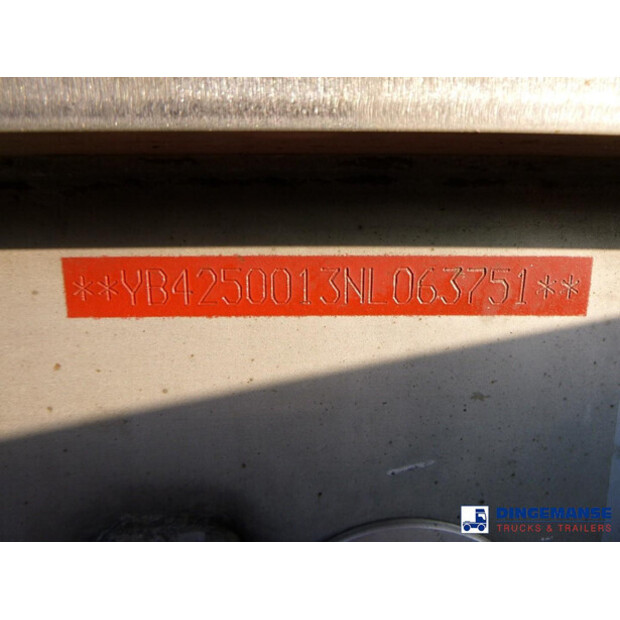 **YB4250013NL063751**
DINGEMANSE
TRUCKS & TRAILERS